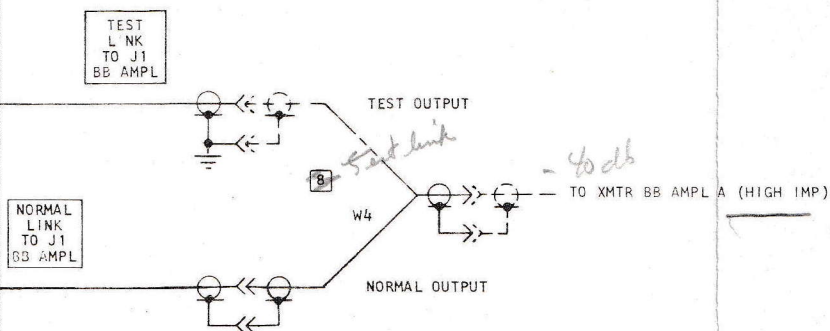 TEST
LINK
TO J1
BB AMPL
TEST OUTPUT
Test link
8
- 40 db
TO XMTR BB AMPL A (HIGH IMP)
W4
NORMAL
LINK
TO J1
BB AMPL
NORMAL OUTPUT